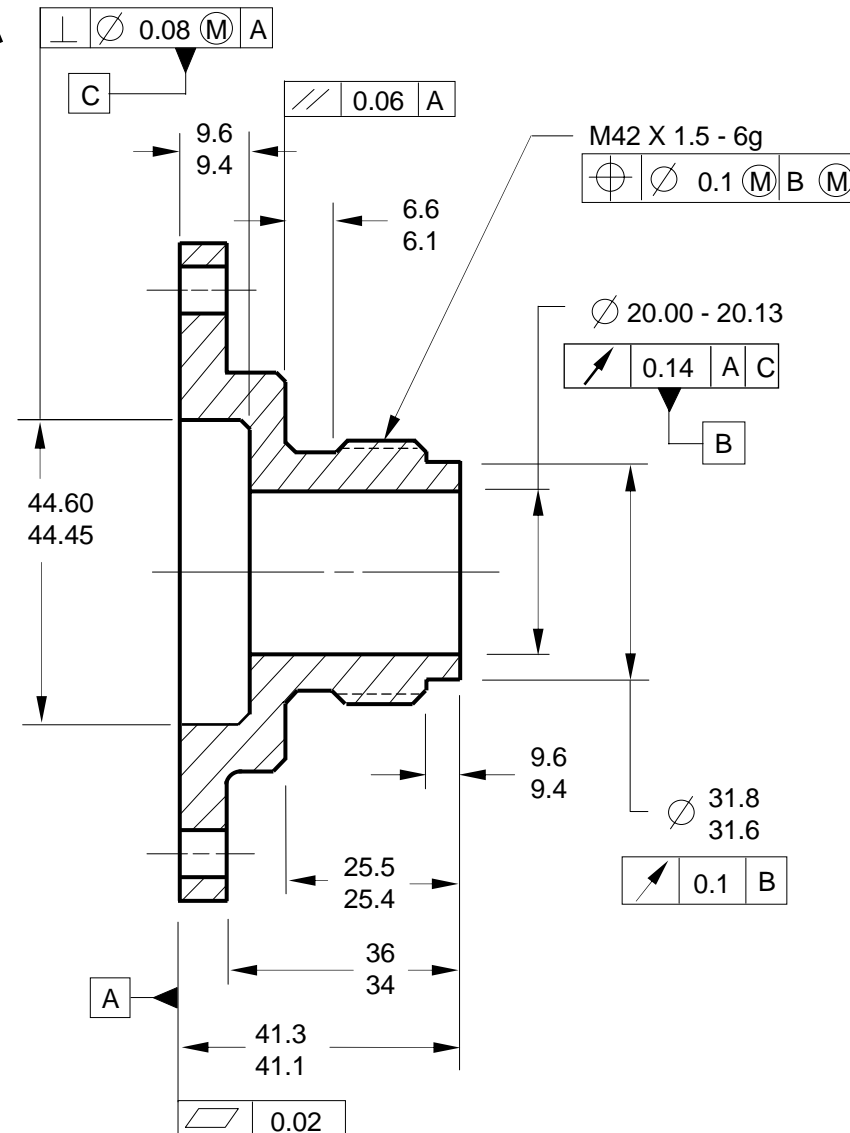 ⊥ ⌀ 0.08 Ⓜ A
C
// 0.06 A
9.6
9.4
M42 X 1.5 - 6g
⌖ ⌀ 0.1 Ⓜ B Ⓜ
6.6
6.1
⌀ 20.00 - 20.13
↗ 0.14 A C
B
44.60
44.45
9.6
9.4
⌀ 31.8
31.6
↗ 0.1 B
25.5
25.4
36
34
A
41.3
41.1
⏥ 0.02